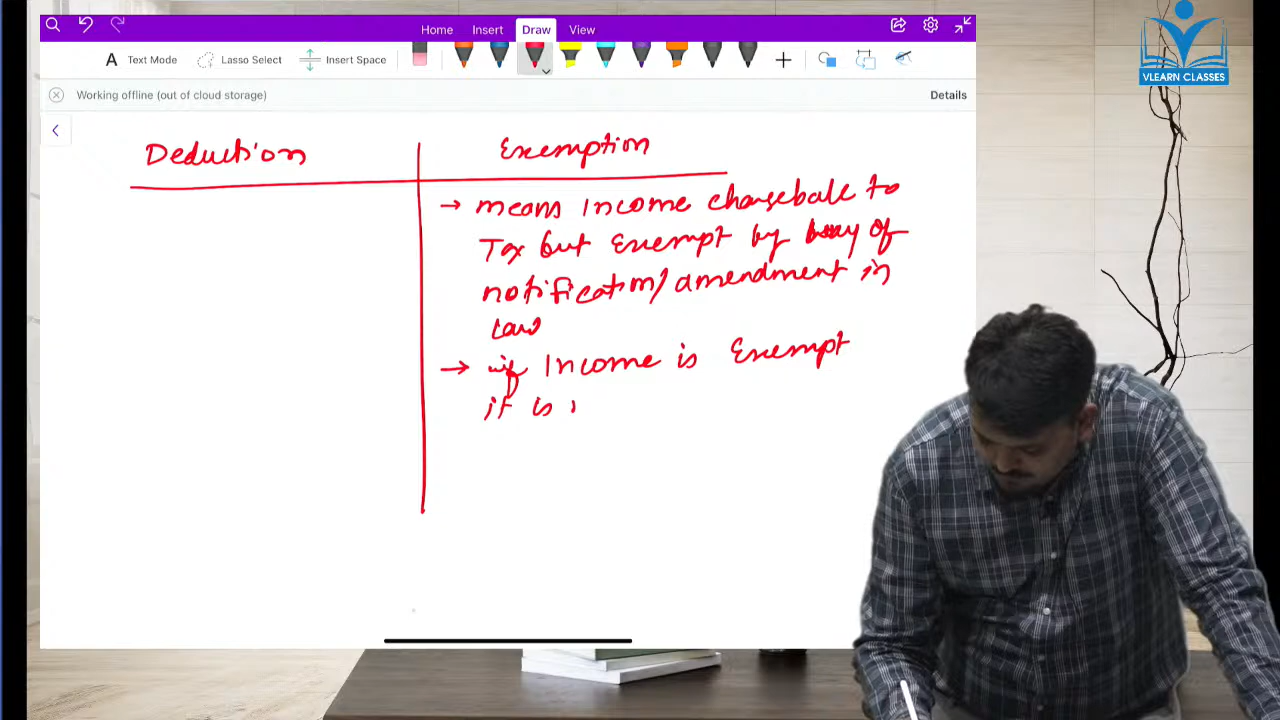 Home Insert Draw View
VLEARN CLASSES
A Text Mode Lasso Select Insert Space
Working offline (out of cloud storage) Details
Deduction Exemption
→ means Income chargebale to
Tax but Exempt by way of
notification/amendment in
Law
→ if Income is Exempt
it is